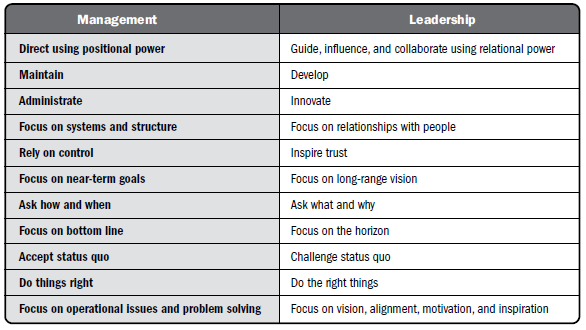 Management Leadership
Direct using positional power Guide, influence, and collaborate using relational power
Maintain Develop
Administrate Innovate
Focus on systems and structure Focus on relationships with people
Rely on control Inspire trust
Focus on near-term goals Focus on long-range vision
Ask how and when Ask what and why
Focus on bottom line Focus on the horizon
Accept status quo Challenge status quo
Do things right Do the right things
Focus on operational issues and problem solving Focus on vision, alignment, motivation, and inspiration